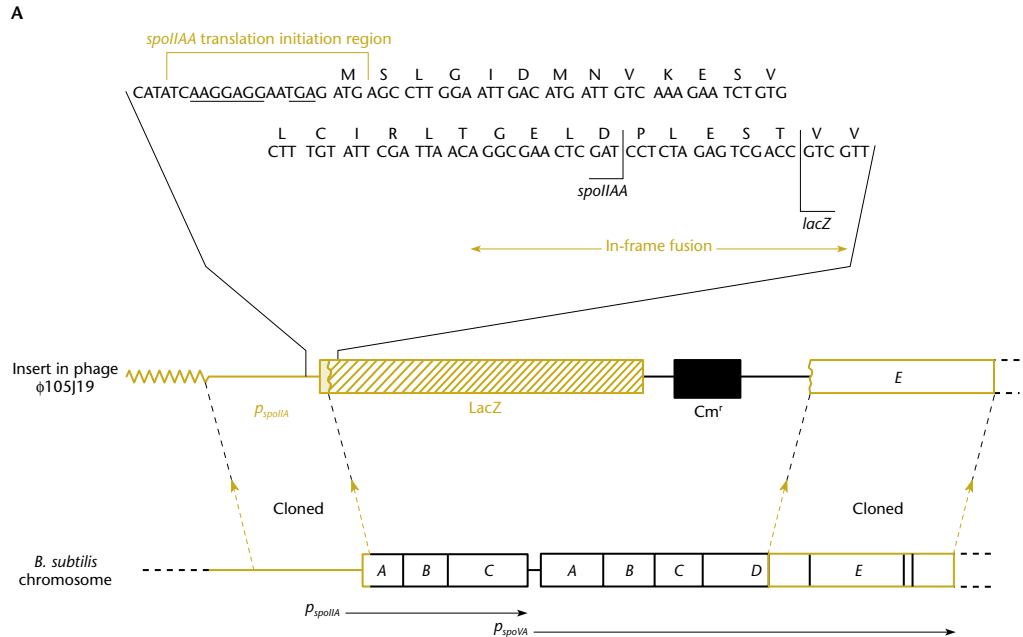 A
spoIIAA translation initiation region
M S L G I D M N V K E S V
CATATCAAGGAGGAATGAG ATG AGC CTT GGA ATT GAC ATG ATT GTC AAA GAA TCT GTG
L C I R L T G E L D P L E S T V V
CTT TGT ATT CGA TTA ACA GGC GAA CTC GAT CCT CTA GAG TCG ACC GTC GTT
spoIIAA
lacZ
In-frame fusion
Insert in phage
ϕ105J19
E
pspoIIA
LacZ
Cmr
Cloned
Cloned
B. subtilis
chromosome
A B C A B C D E
pspoIIA
pspoVA